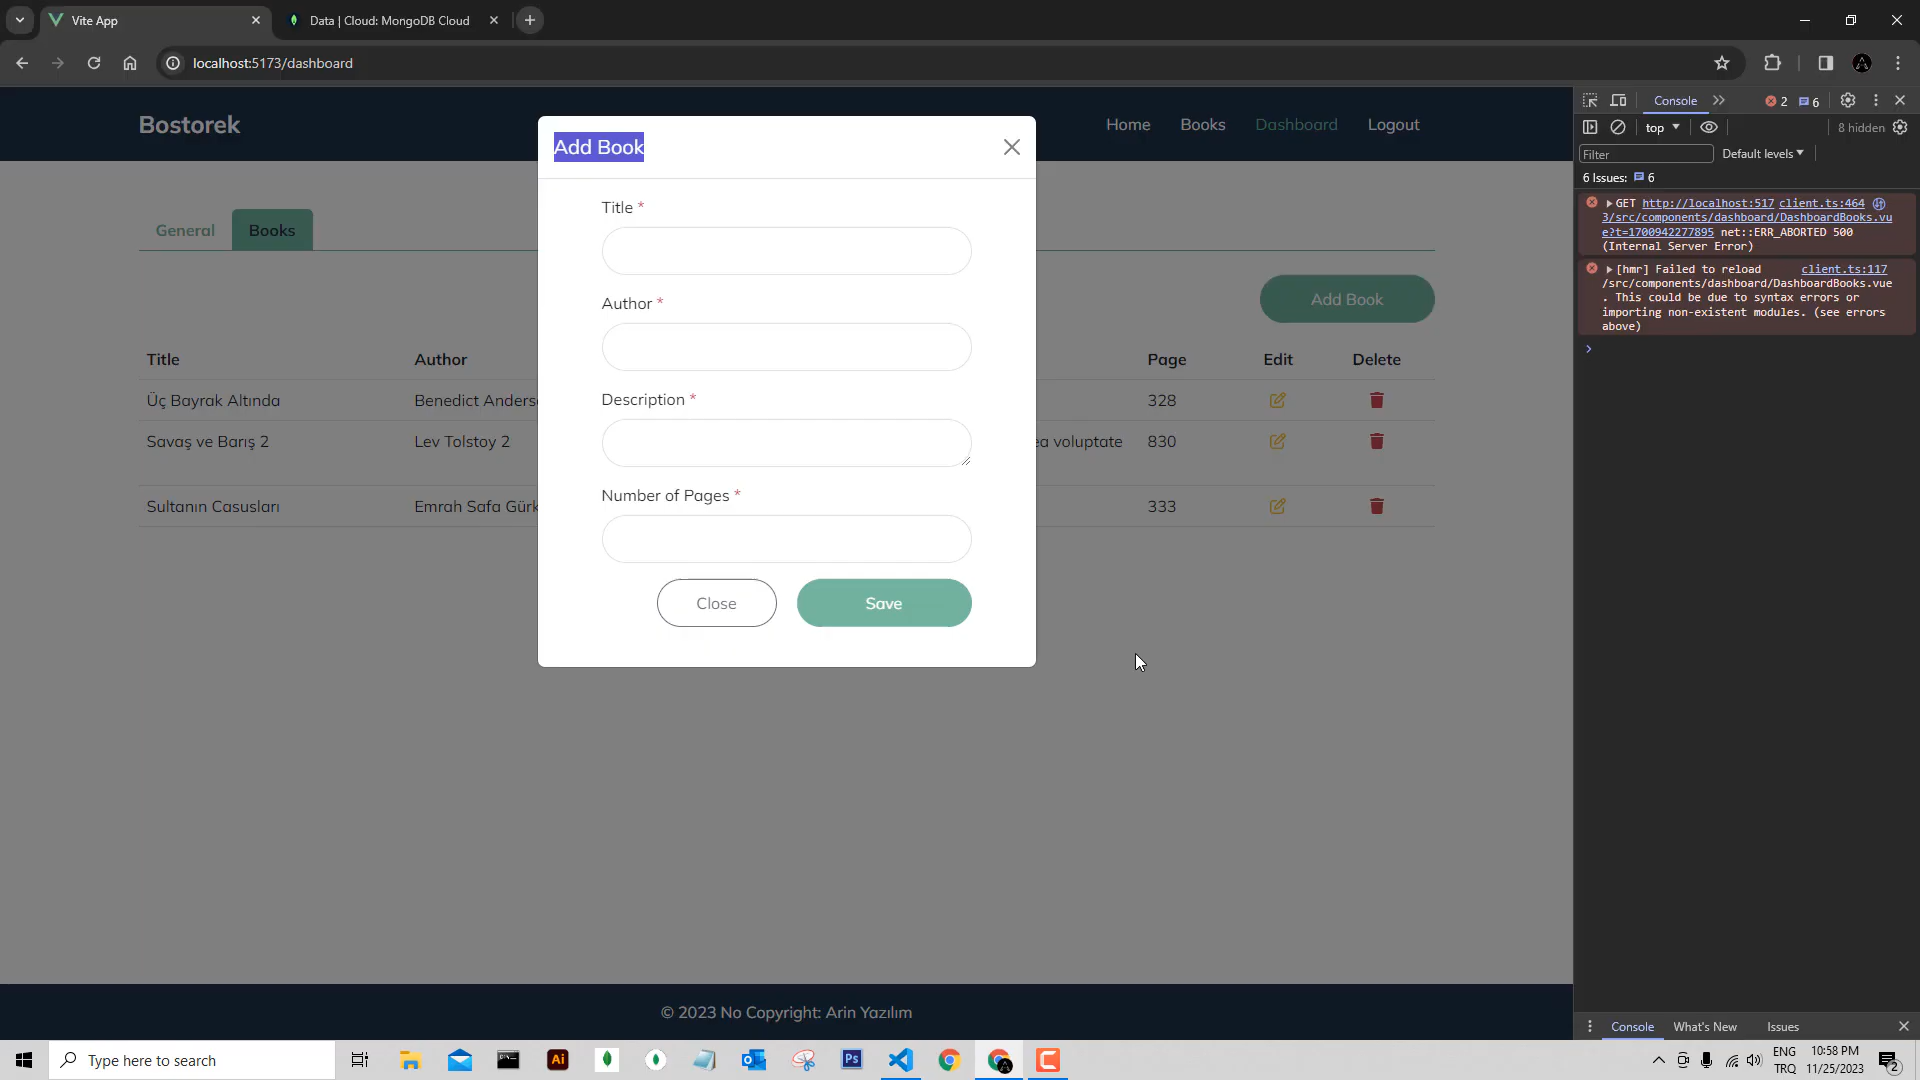 Vite App
Data | Cloud: MongoDB Cloud
localhost:5173/dashboard
Bostorek
Home
Books
Dashboard
Logout
General
Books
Add Book
Title
Author
Page
Edit
Delete
Üç Bayrak Altında
Benedict Anders
328
Savaş ve Barış 2
Lev Tolstoy 2
ea voluptate
830
Sultanın Casusları
Emrah Safa Gürk
333
Add Book
Title *
Author *
Description *
Number of Pages *
Close
Save
© 2023 No Copyright: Arin Yazılım
Console
2
6
top
8 hidden
Filter
Default levels
6 Issues:
6
GET http://localhost:517 client.ts:464
3/src/components/dashboard/DashboardBooks.vu
e?t=1700942277895 net::ERR_ABORTED 500
(Internal Server Error)
[hmr] Failed to reload client.ts:117
/src/components/dashboard/DashboardBooks.vue
. This could be due to syntax errors or
importing non-existent modules. (see errors
above)
Console
What's New
Issues
Type here to search
Ai
Ps
ENG
TRQ
10:58 PM
11/25/2023
2